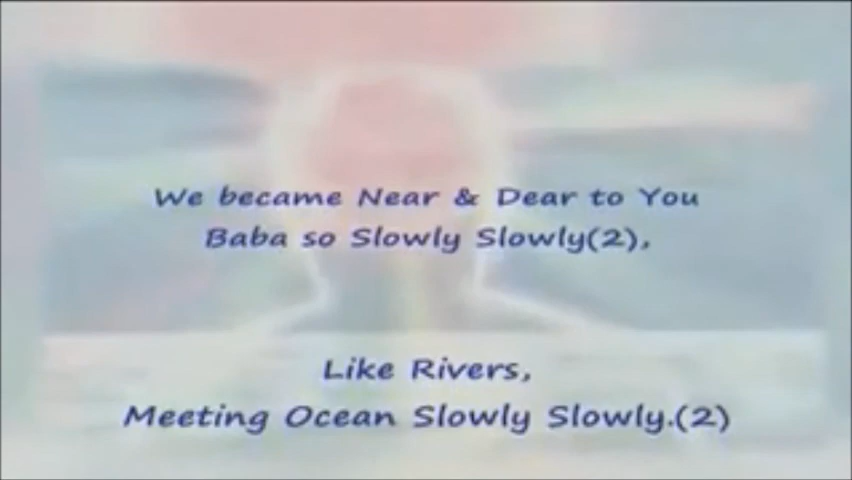 We became Near & Dear to You
Baba so Slowly Slowly(2),
Like Rivers,
Meeting Ocean Slowly Slowly.(2)